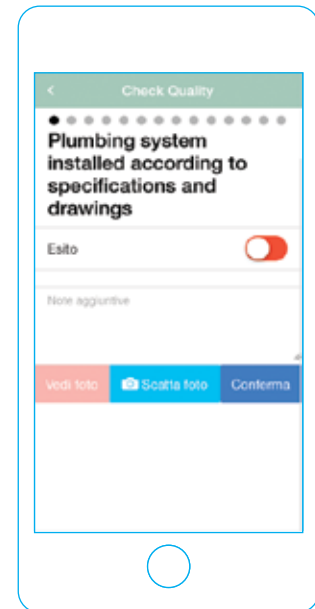 Check Quality
Plumbing system
installed according to
specifications and
drawings
Esito
Note aggiuntive
Vedi foto
Scatta foto
Conferma